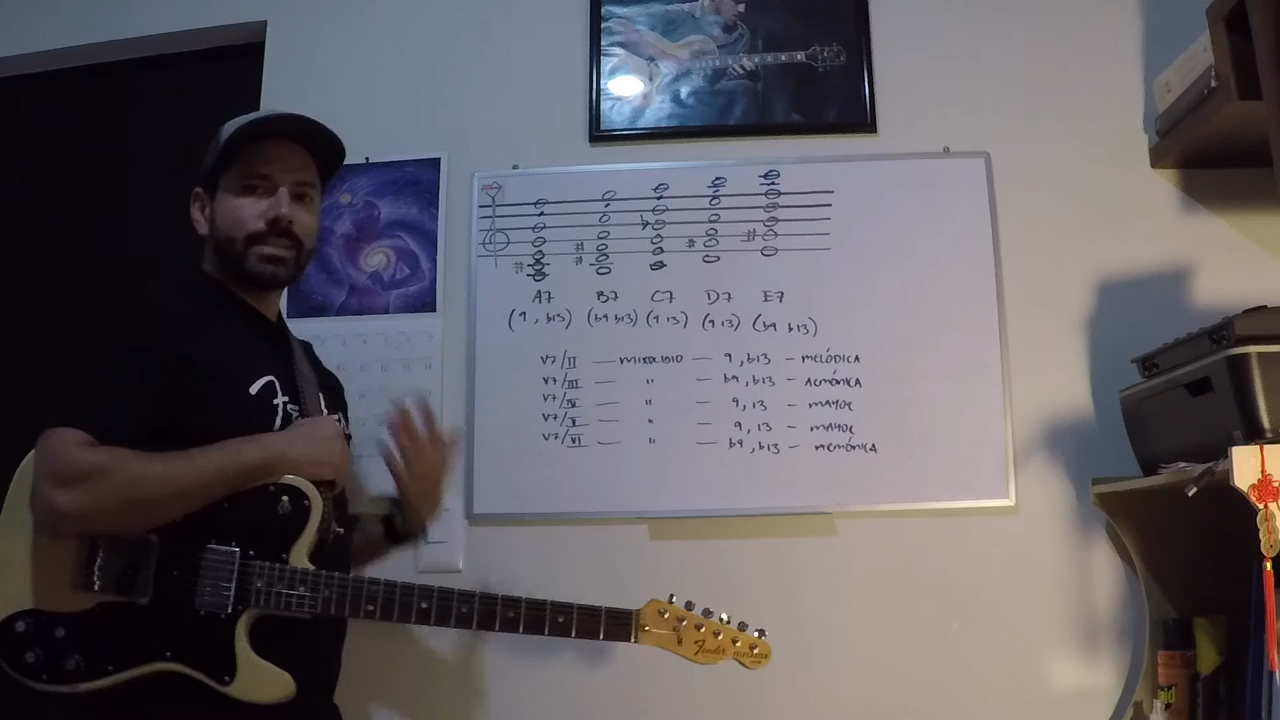 A7 B7 C7 D7 E7
(9, b13) (b9 b13) (9 13) (9 13) (b9 b13)
V7/II — MIXOLIDIO — 9, b13 — MELÓDICA
V7/III — " — b9, b13 — ARMÓNICA
V7/IV — " — 9, 13 — MAYOR
V7/V — " — 9, 13 — MAYOR
V7/VI — " — b9, b13 — ARMÓNICA
Fender